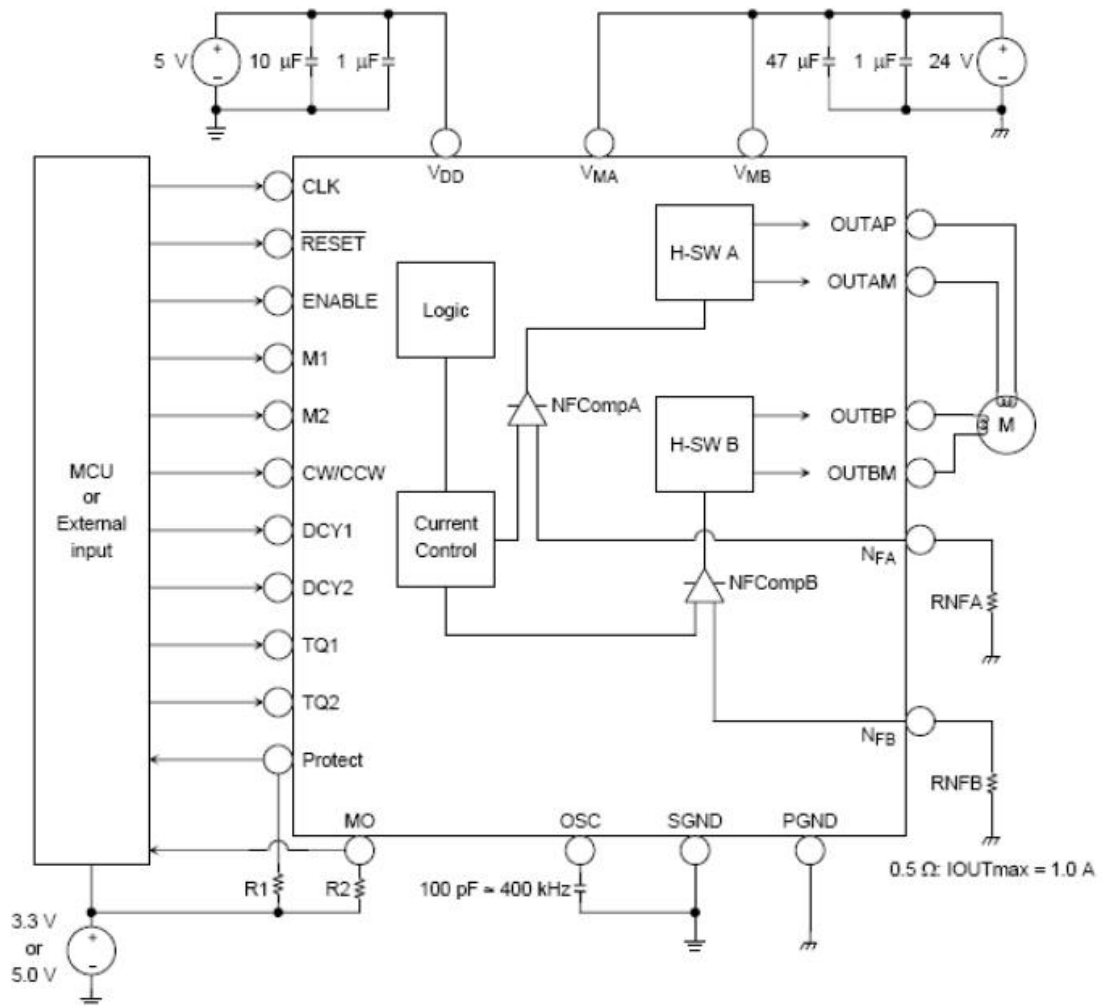 5 V
10 μF
1 μF
47 μF
1 μF
24 V
VDD
VMA
VMB
CLK
RESET
ENABLE
M1
M2
CW/CCW
DCY1
DCY2
TQ1
TQ2
Protect
MCU
or
External
input
Logic
Current
Control
H-SW A
H-SW B
NFCompA
NFCompB
OUTAP
OUTAM
OUTBP
OUTBM
M
NFA
RNFA
NFB
RNFB
MO
OSC
SGND
PGND
R1
R2
100 pF ≃ 400 kHz
0.5 Ω: IOUTmax = 1.0 A
3.3 V
or
5.0 V